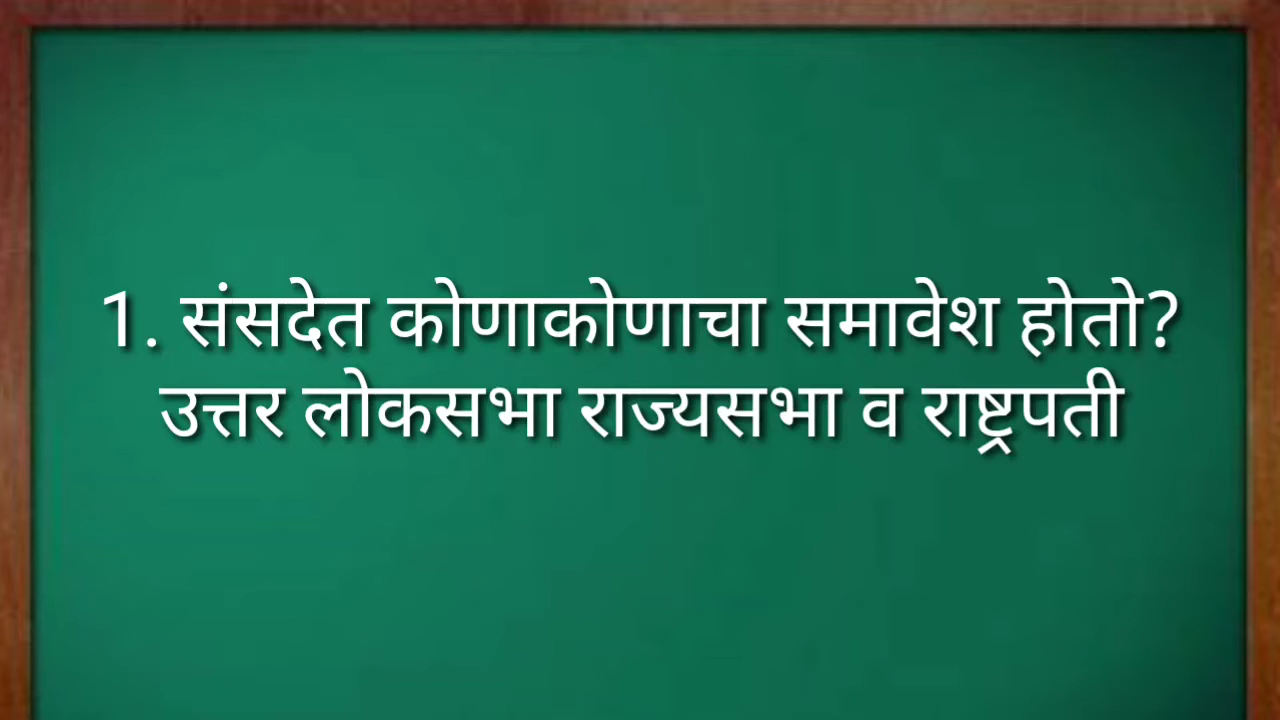 1. संसदेत कोणाकोणाचा समावेश होतो?
उत्तर लोकसभा राज्यसभा व राष्ट्रपती